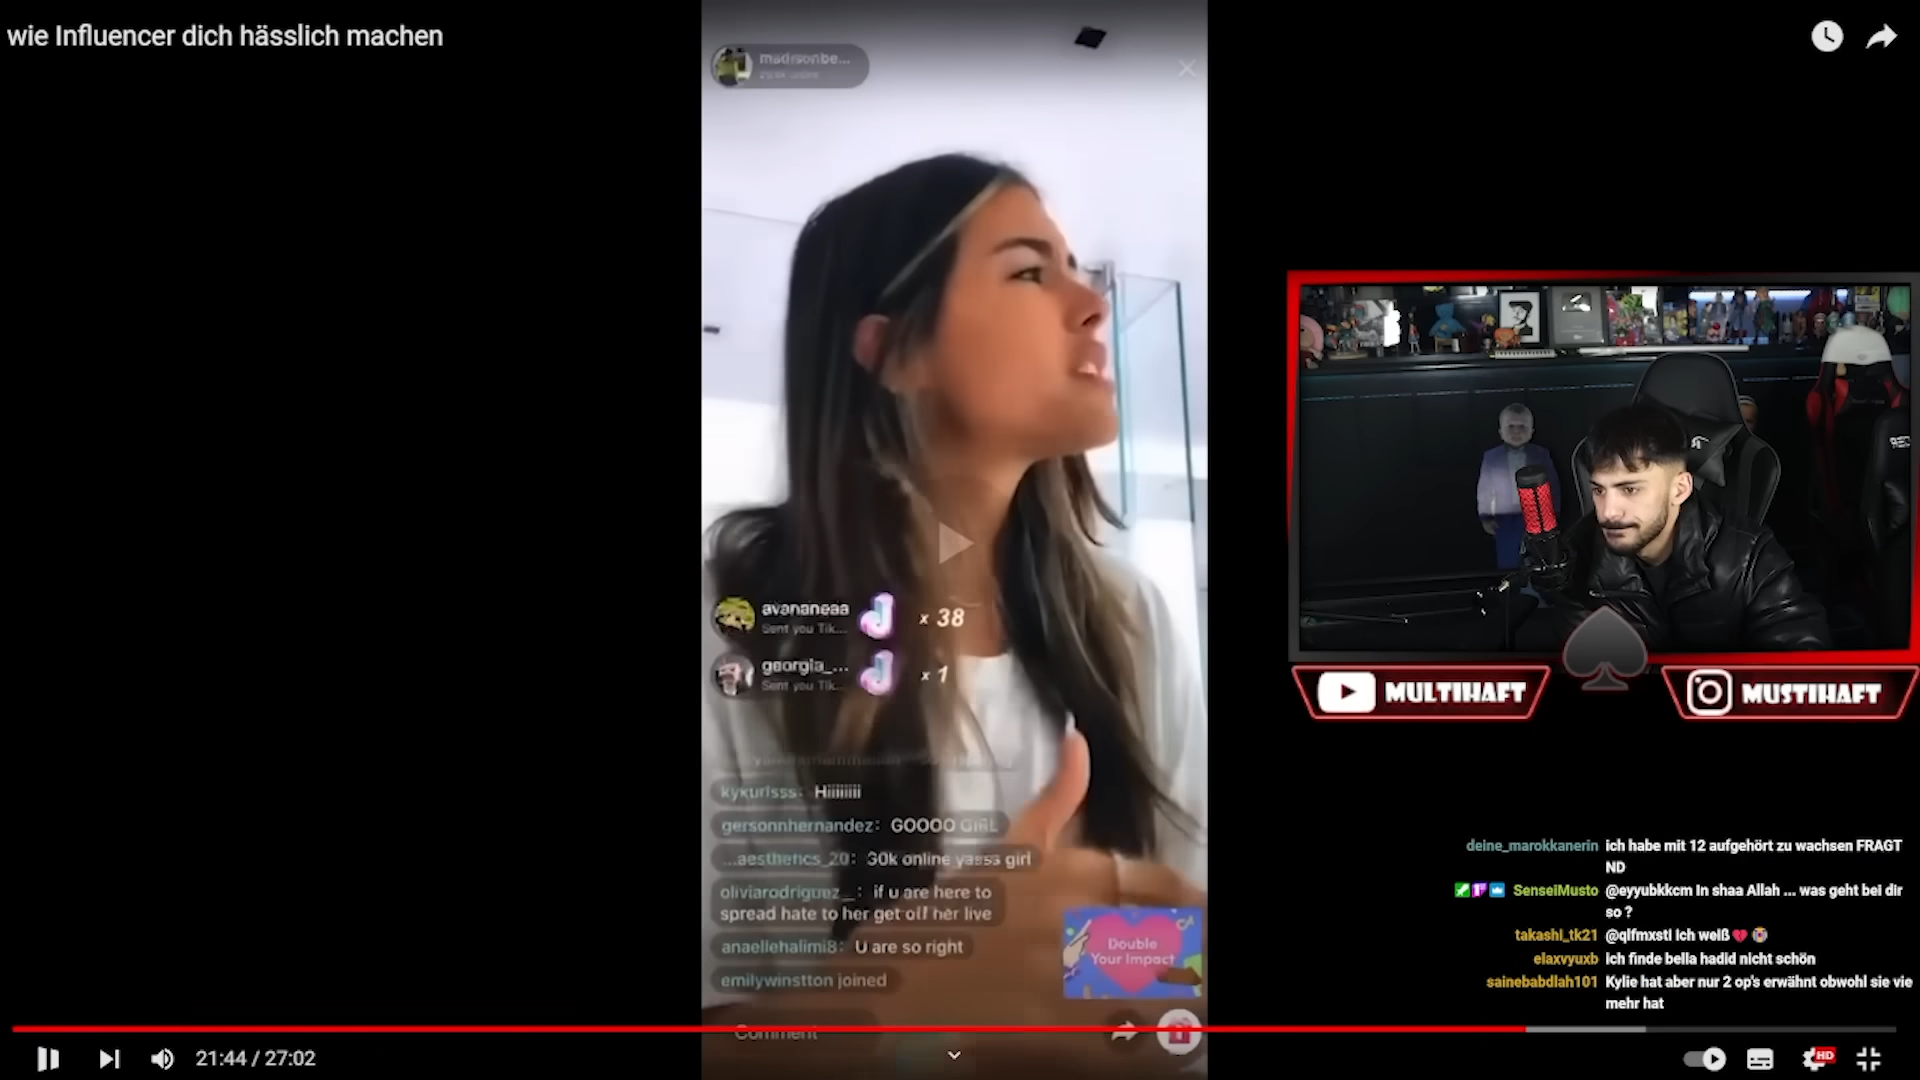 wie Influencer dich hässlich machen
madisonbe...
avananeaa
Sent you Tik...
x 38
georgia_...
Sent you Tik...
x 1
kykurlsss: Hiiiiiiii
gersonnhernandez: GOOOO GIRL
...aesthetics_20: 30k online yasss girl
oliviarodriguez_: if u are here to
spread hate to her get off her live
anaellehalimi8: U are so right
emilywinstton joined
Double
Your Impact
Comment
MULTIHAFT
MUSTIHAFT
deine_marokkanerin ich habe mit 12 aufgehört zu wachsen FRAGT
ND
SenseiMusto @eyyubkkcm In shaa Allah ... was geht bei dir
so ?
takashi_tk21 @qlfmxstl ich weiß
elaxvyuxb ich finde bella hadid nicht schön
sainebabdlah101 Kylie hat aber nur 2 op's erwähnt obwohl sie vie
mehr hat
21:44 / 27:02
HD